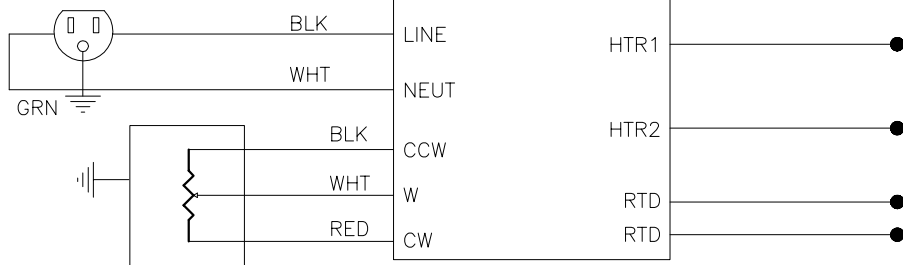 BLK
LINE
HTR1
WHT
NEUT
GRN
BLK
CCW
HTR2
WHT
W
RTD
RED
CW
RTD